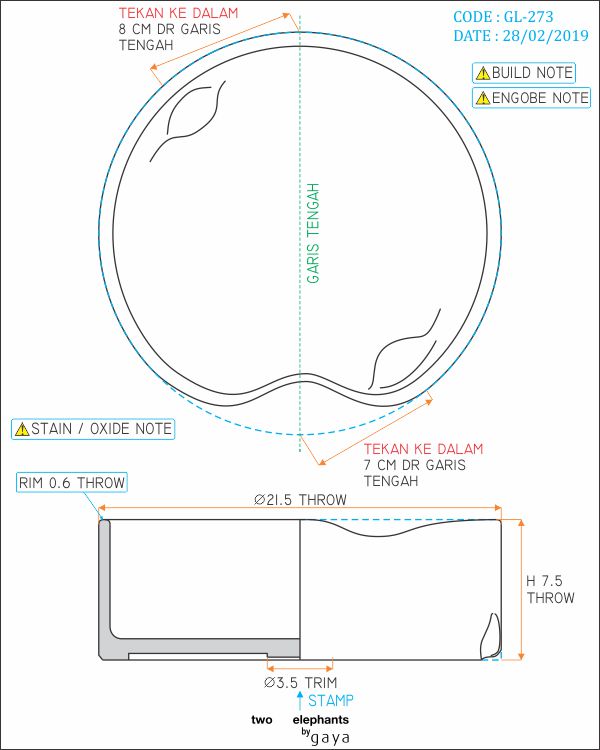 TEKAN KE DALAM
8 CM DR GARIS
TENGAH
CODE : GL-273
DATE : 28/02/2019
BUILD NOTE
ENGOBE NOTE
GARIS TENGAH
STAIN / OXIDE NOTE
TEKAN KE DALAM
7 CM DR GARIS
TENGAH
RIM 0.6 THROW
∅21.5 THROW
H 7.5
THROW
∅3.5 TRIM
STAMP
two elephants
by gaya